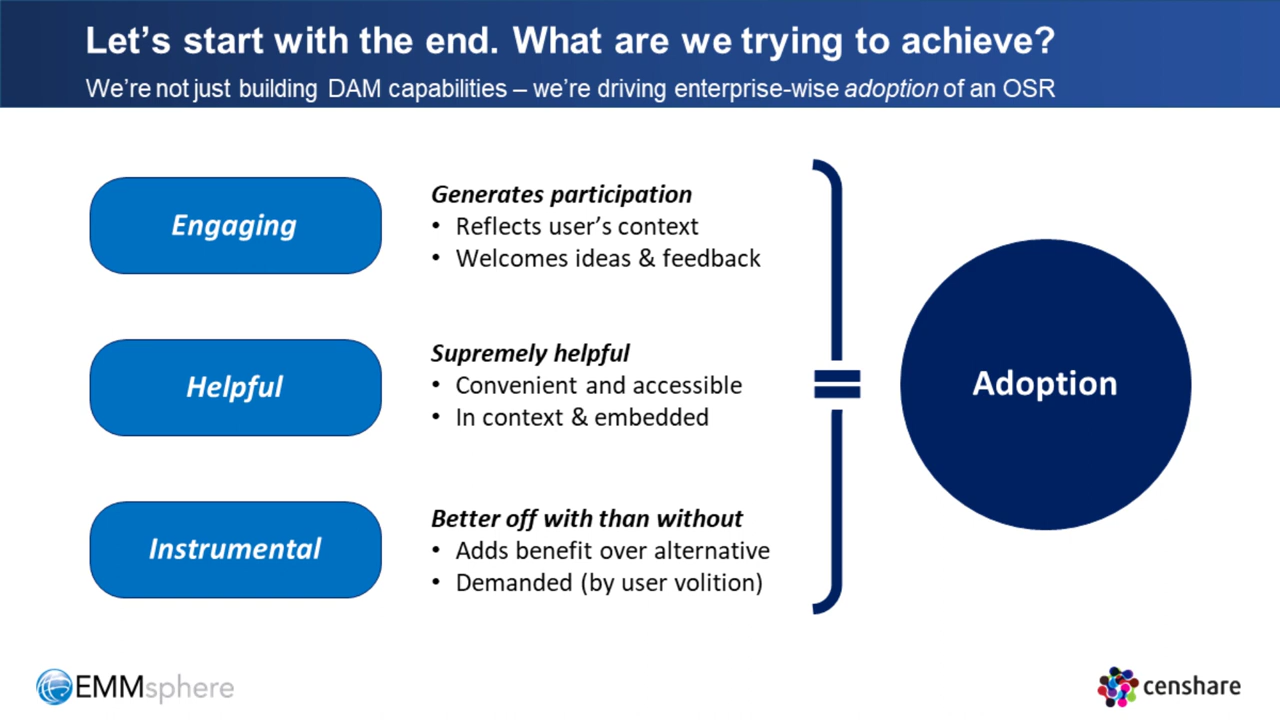 Let's start with the end. What are we trying to achieve?
We're not just building DAM capabilities – we're driving enterprise-wise adoption of an OSR
Engaging
Generates participation
• Reflects user's context
• Welcomes ideas & feedback
Helpful
Supremely helpful
• Convenient and accessible
• In context & embedded
Instrumental
Better off with than without
• Adds benefit over alternative
• Demanded (by user volition)
=
Adoption
EMMsphere
censhare